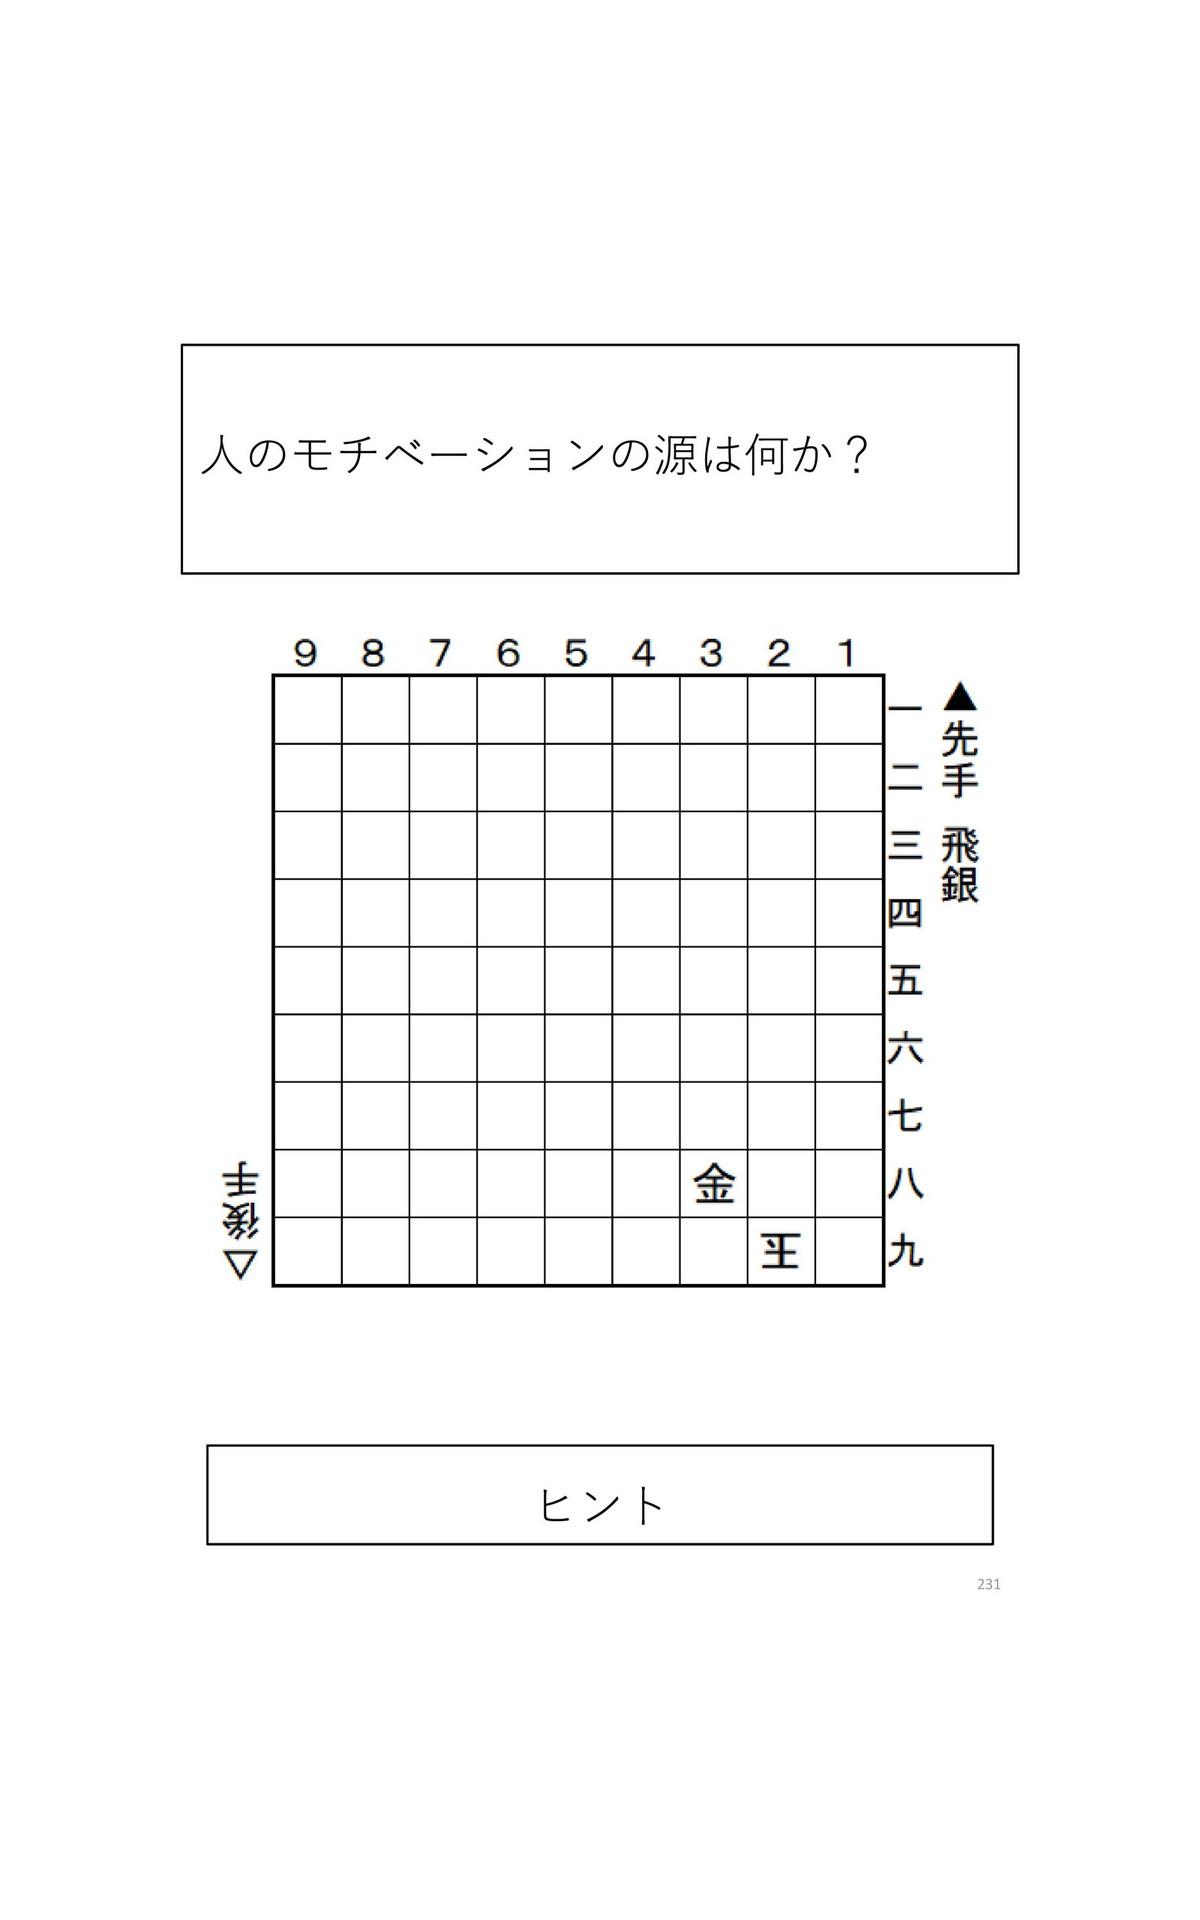 人のモチベーションの源は何か？
9 8 7 6 5 4 3 2 1
一
二
三
四
五
六
七
八
九
▲先手 飛銀
金
王
△後手
ヒント
231